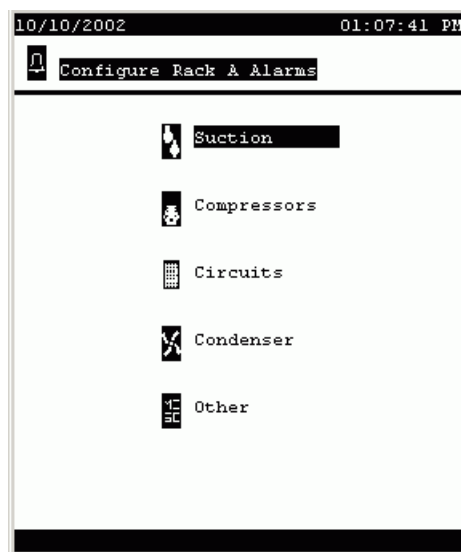 10/10/2002 01:07:41 PM
Configure Rack A Alarms
Suction
Compressors
Circuits
Condenser
Other